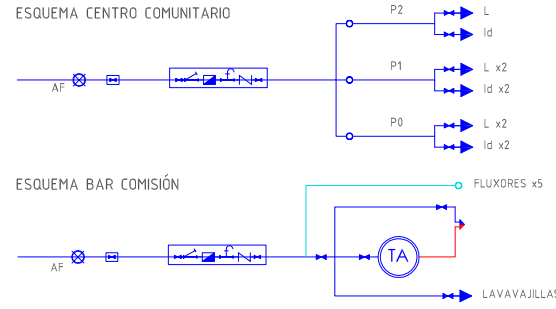 ESQUEMA CENTRO COMUNITARIO
P2
L
Id
AF
P1
L x2
Id x2
P0
L x2
Id x2
ESQUEMA BAR COMISIÓN
FLUXORES x5
AF
TA
LAVAVAJILLAS